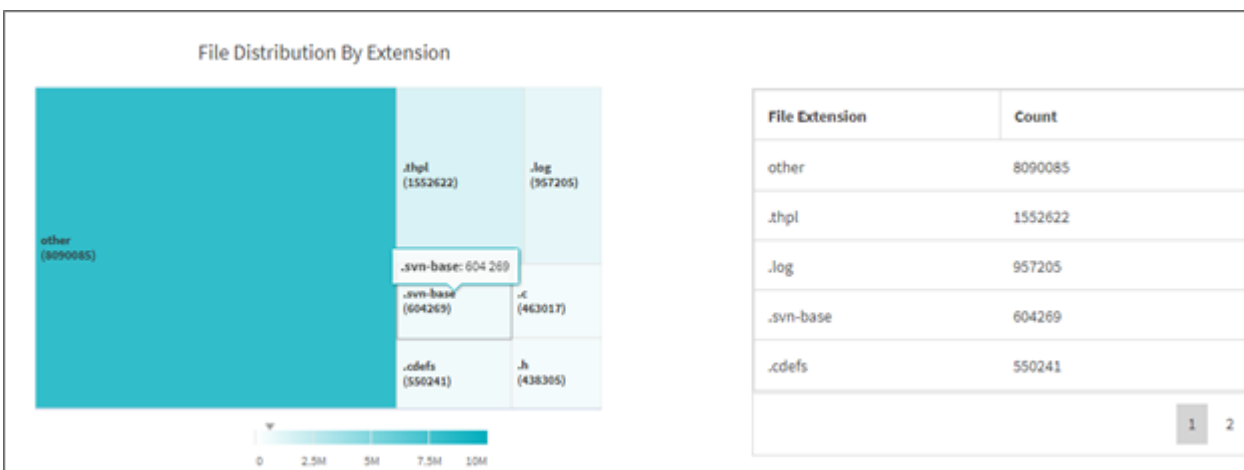 File Distribution By Extension
other
(8090085)
.thpl
(1552622)
.log
(957205)
.svn-base: 604 269
.svn-base
(604269)
.c
(463017)
.cdefs
(550241)
.h
(438305)
0 2.5M 5M 7.5M 10M
File Extension Count
other 8090085
.thpl 1552622
.log 957205
.svn-base 604269
.cdefs 550241
1 2